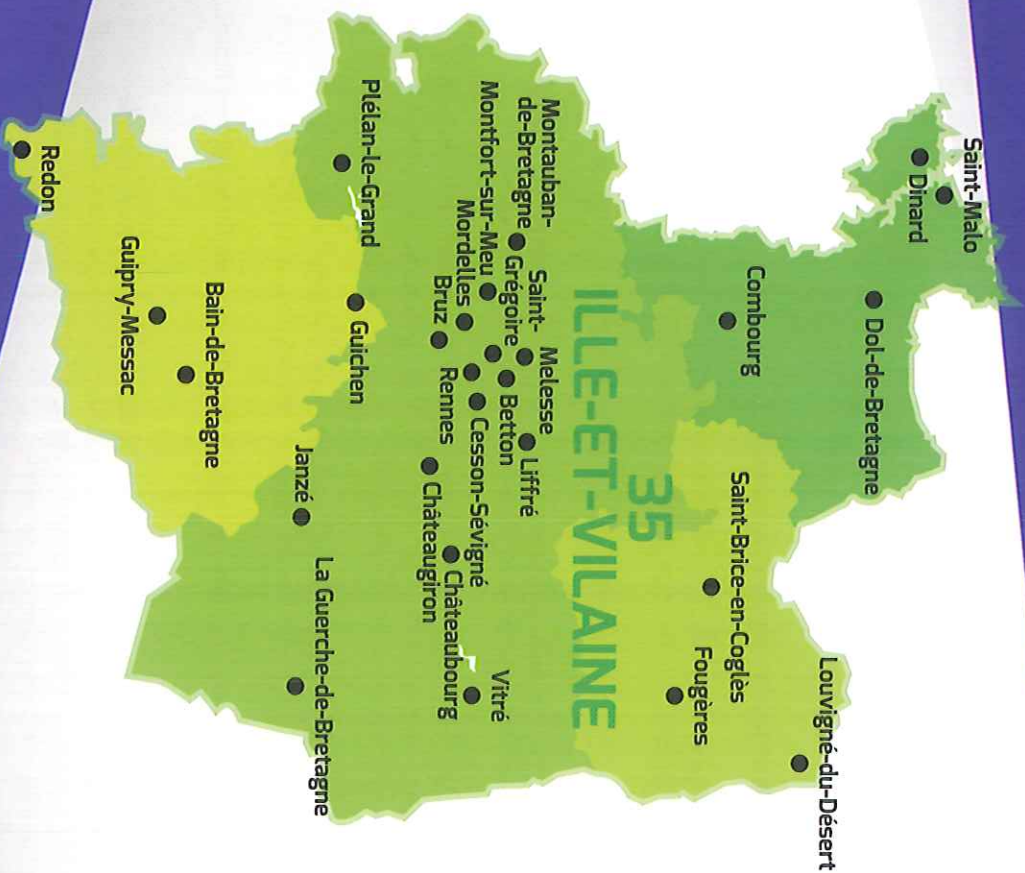 Saint-Malo
Dinard
Dol-de-Bretagne
Louvigné-du-Désert
Combourg
Saint-Brice-en-Coglès
Fougères
35
ILLE-ET-VILAINE
Montauban-
de-Bretagne
Saint-
Grégoire
Melesse
Liffré
Betton
Montfort-sur-Meu
Mordelles
Cesson-Sévigné
Rennes
Bruz
Vitré
Châteaubourg
Châteaugiron
Plélan-le-Grand
Guichen
Janzé
La Guerche-de-Bretagne
Bain-de-Bretagne
Guipry-Messac
Redon